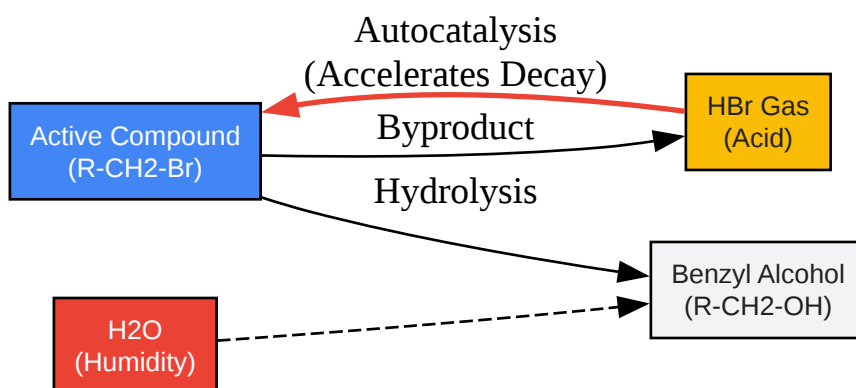 Autocatalysis
(Accelerates Decay)
HBr Gas
(Acid)
Active Compound
(R-CH2-Br)
Byproduct
Hydrolysis
Benzyl Alcohol
(R-CH2-OH)
H2O
(Humidity)